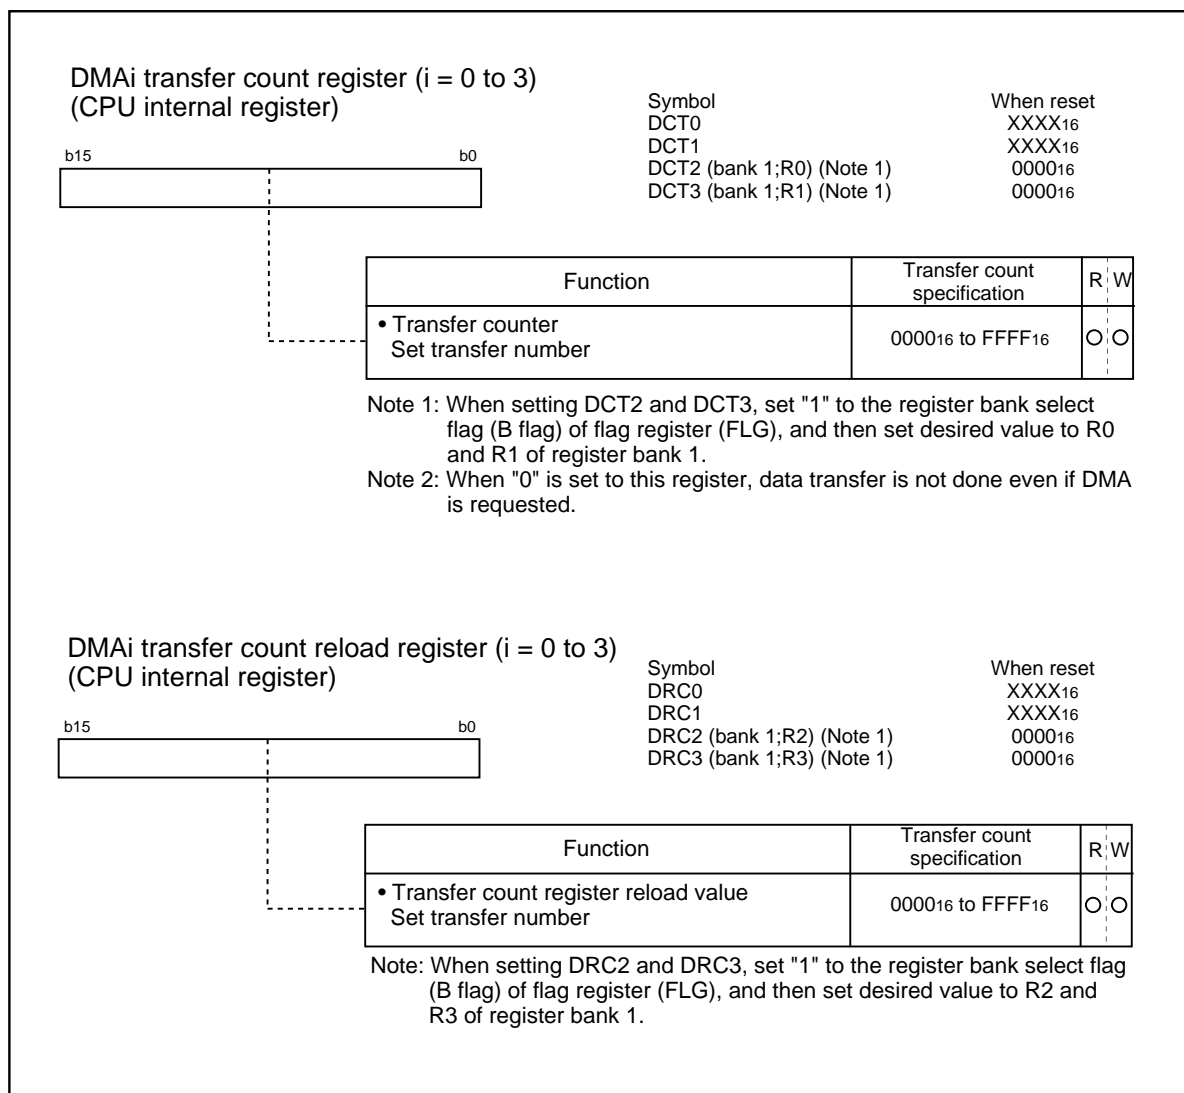 DMAi transfer count register (i = 0 to 3)
(CPU internal register)
Symbol When reset
DCT0 XXXX16
DCT1 XXXX16
DCT2 (bank 1;R0) (Note 1) 000016
DCT3 (bank 1;R1) (Note 1) 000016
b15 b0
Function Transfer count specification R W
• Transfer counter
Set transfer number
000016 to FFFF16
Note 1: When setting DCT2 and DCT3, set "1" to the register bank select
flag (B flag) of flag register (FLG), and then set desired value to R0
and R1 of register bank 1.
Note 2: When "0" is set to this register, data transfer is not done even if DMA
is requested.
DMAi transfer count reload register (i = 0 to 3)
(CPU internal register)
Symbol When reset
DRC0 XXXX16
DRC1 XXXX16
DRC2 (bank 1;R2) (Note 1) 000016
DRC3 (bank 1;R3) (Note 1) 000016
b15 b0
Function Transfer count specification R W
• Transfer count register reload value
Set transfer number
000016 to FFFF16
Note: When setting DRC2 and DRC3, set "1" to the register bank select flag
(B flag) of flag register (FLG), and then set desired value to R2 and
R3 of register bank 1.